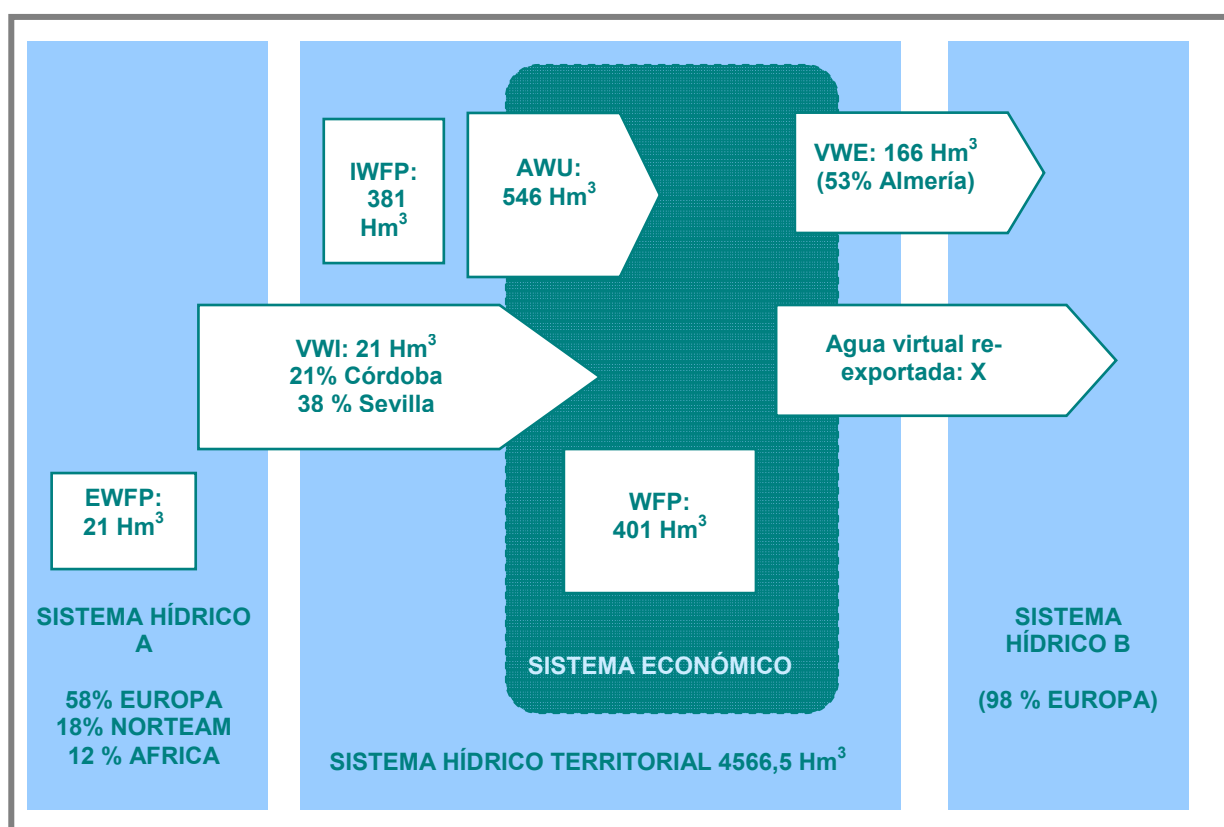 IWFP:
381
Hm³
AWU:
546 Hm³
VWE: 166 Hm³
(53% Almería)
VWI: 21 Hm³
21% Córdoba
38 % Sevilla
Agua virtual re-
exportada: X
EWFP:
21 Hm³
WFP:
401 Hm³
SISTEMA HÍDRICO
A
58% EUROPA
18% NORTEAM
12 % AFRICA
SISTEMA ECONÓMICO
SISTEMA HÍDRICO TERRITORIAL 4566,5 Hm³
SISTEMA
HÍDRICO B
(98 % EUROPA)